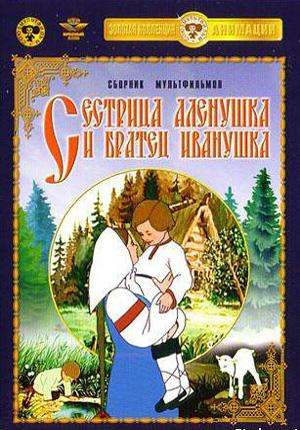 ЗОЛОТАЯ КОЛЛЕКЦИЯ
АНИМАЦИИ
СБОРНИК МУЛЬТФИЛЬМОВ
СЕСТРИЦА АЛЕНУШКА
И БРАТЕЦ ИВАНУШКА